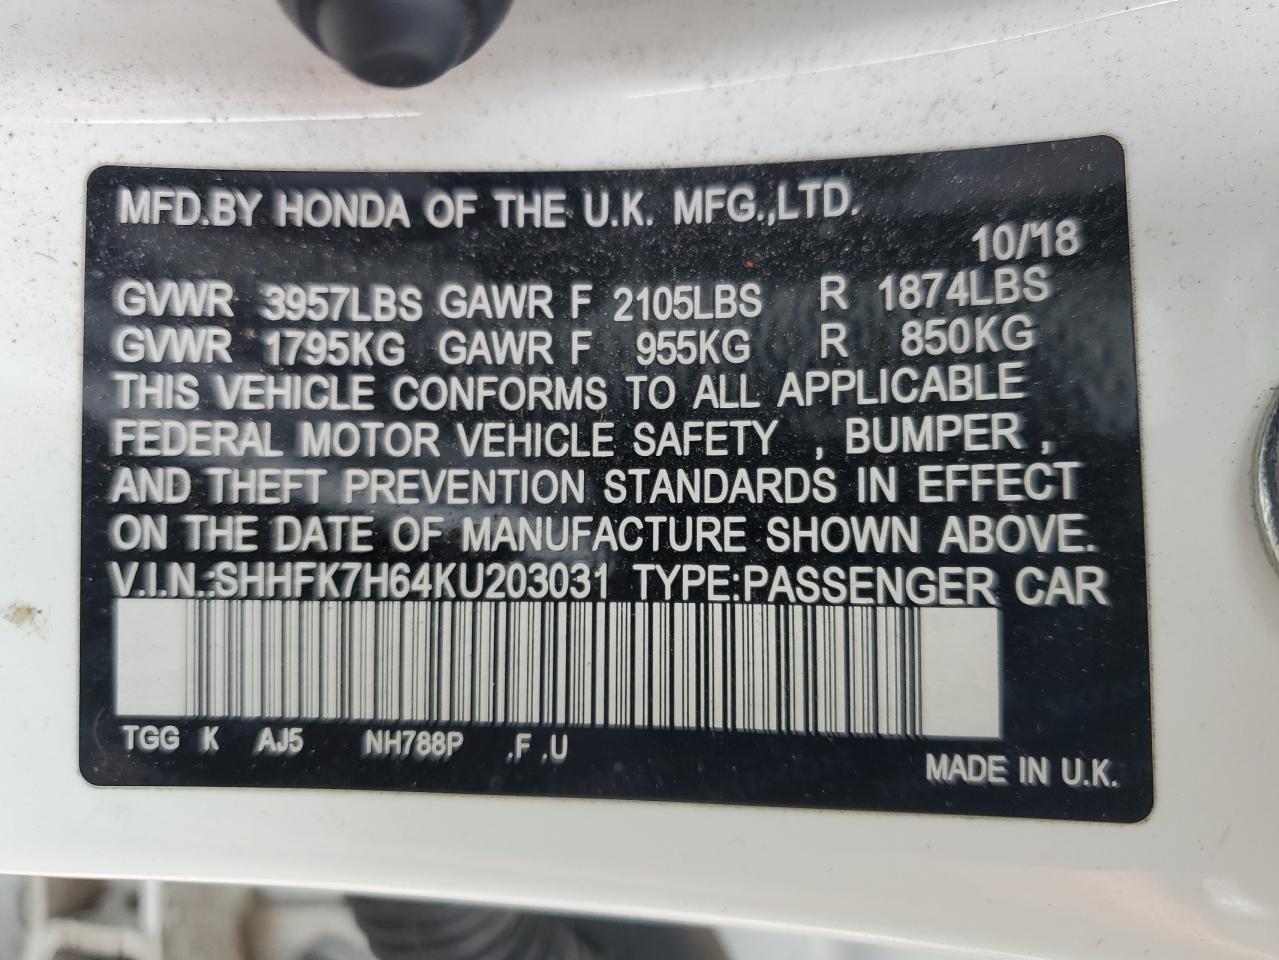 MFD.BY HONDA OF THE U.K. MFG.,LTD.
10/'18
GVWR 3957LBS GAWR F 2105LBS R 1874LBS
GVWR 1795KG GAWR F 955KG R 850KG
THIS VEHICLE CONFORMS TO ALL APPLICABLE
FEDERAL MOTOR VEHICLE SAFETY , BUMPER ,
AND THEFT PREVENTION STANDARDS IN EFFECT
ON THE DATE OF MANUFACTURE SHOWN ABOVE.
V.I.N.:SHHFK7H64KU203031 TYPE:PASSENGER CAR
TGG K AJ5 NH788P .F .U
MADE IN U.K.